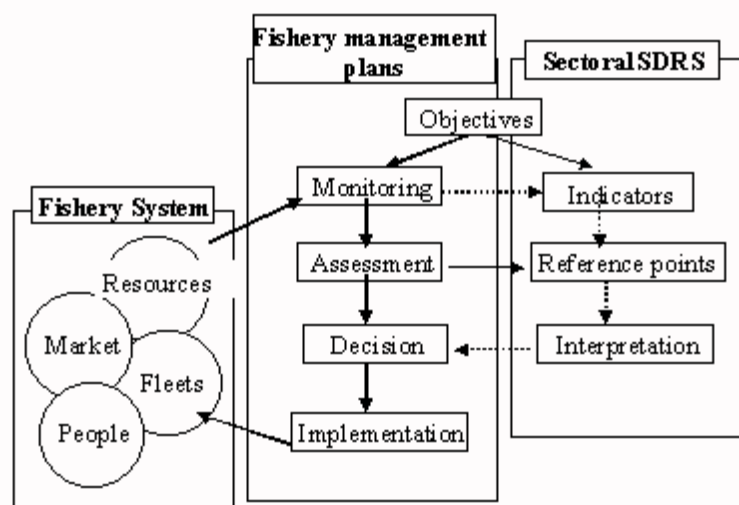 Fishery management
plans
Sectoral SDRS
Objectives
Monitoring
Indicators
Fishery System
Resources
Assessment
Reference points
Market
Decision
Interpretation
Fleets
People
Implementation